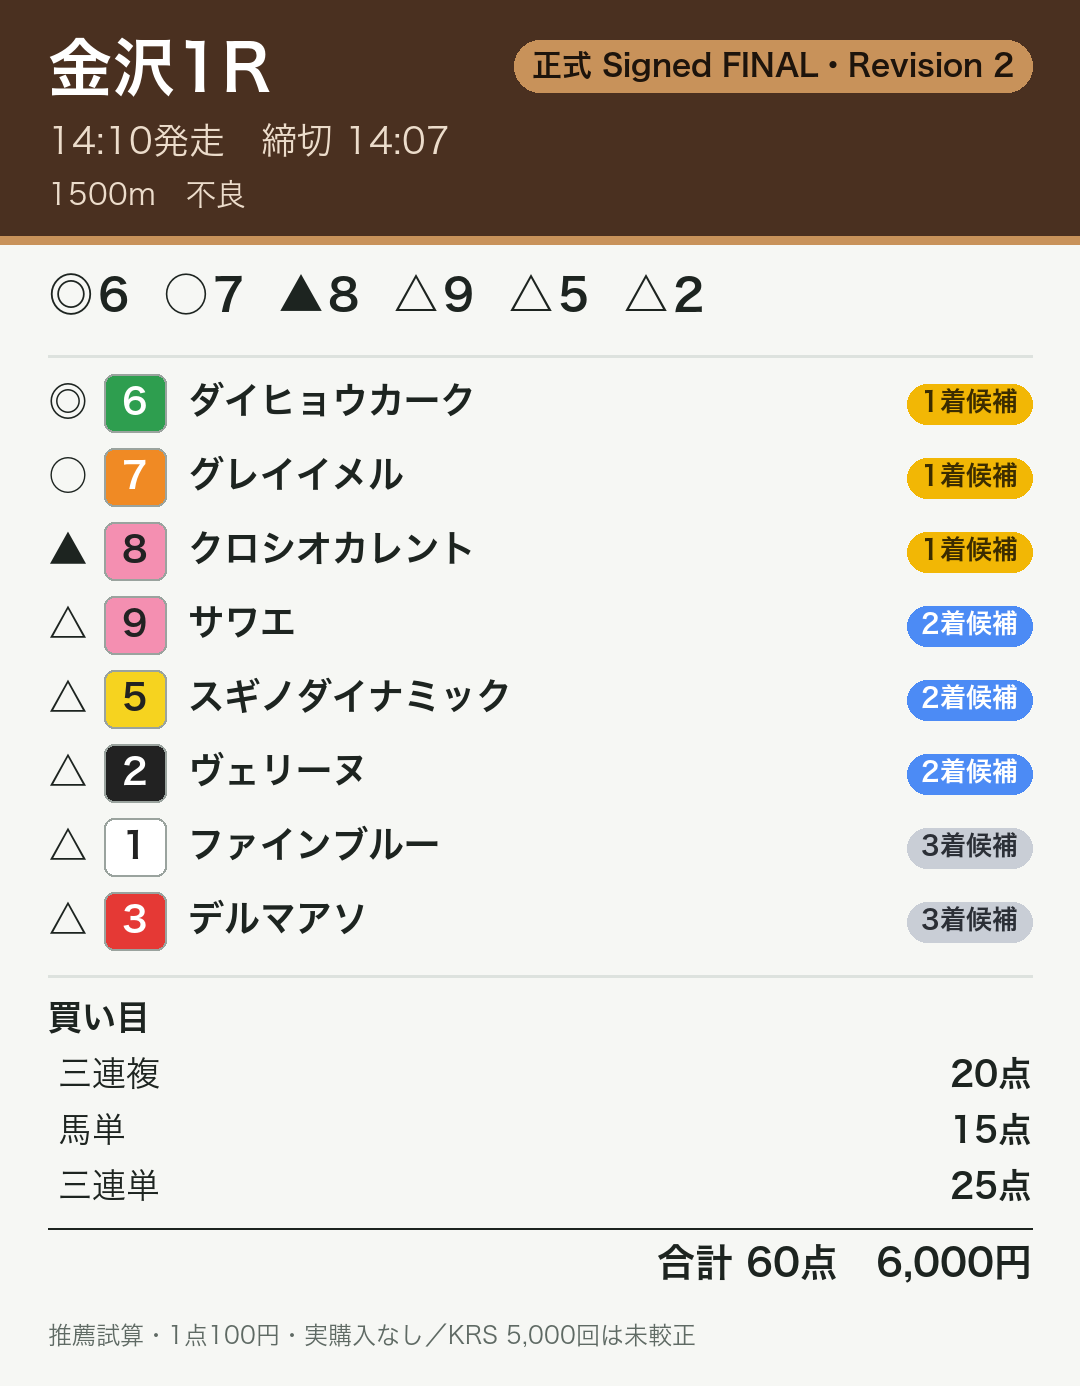 金沢1R
正式 Signed FINAL・Revision 2
14:10発走　締切 14:07
1500m　不良
◎6 ○7 ▲8 △9 △5 △2
◎ 6 ダイヒョウカーク 1着候補
○ 7 グレイイメル 1着候補
▲ 8 クロシオカレント 1着候補
△ 9 サワエ 2着候補
△ 5 スギノダイナミック 2着候補
△ 2 ヴェリーヌ 2着候補
△ 1 ファインブルー 3着候補
△ 3 デルマアソ 3着候補
買い目
三連複 20点
馬単 15点
三連単 25点
合計 60点　6,000円
推薦試算・1点100円・実購入なし／KRS 5,000回は未較正